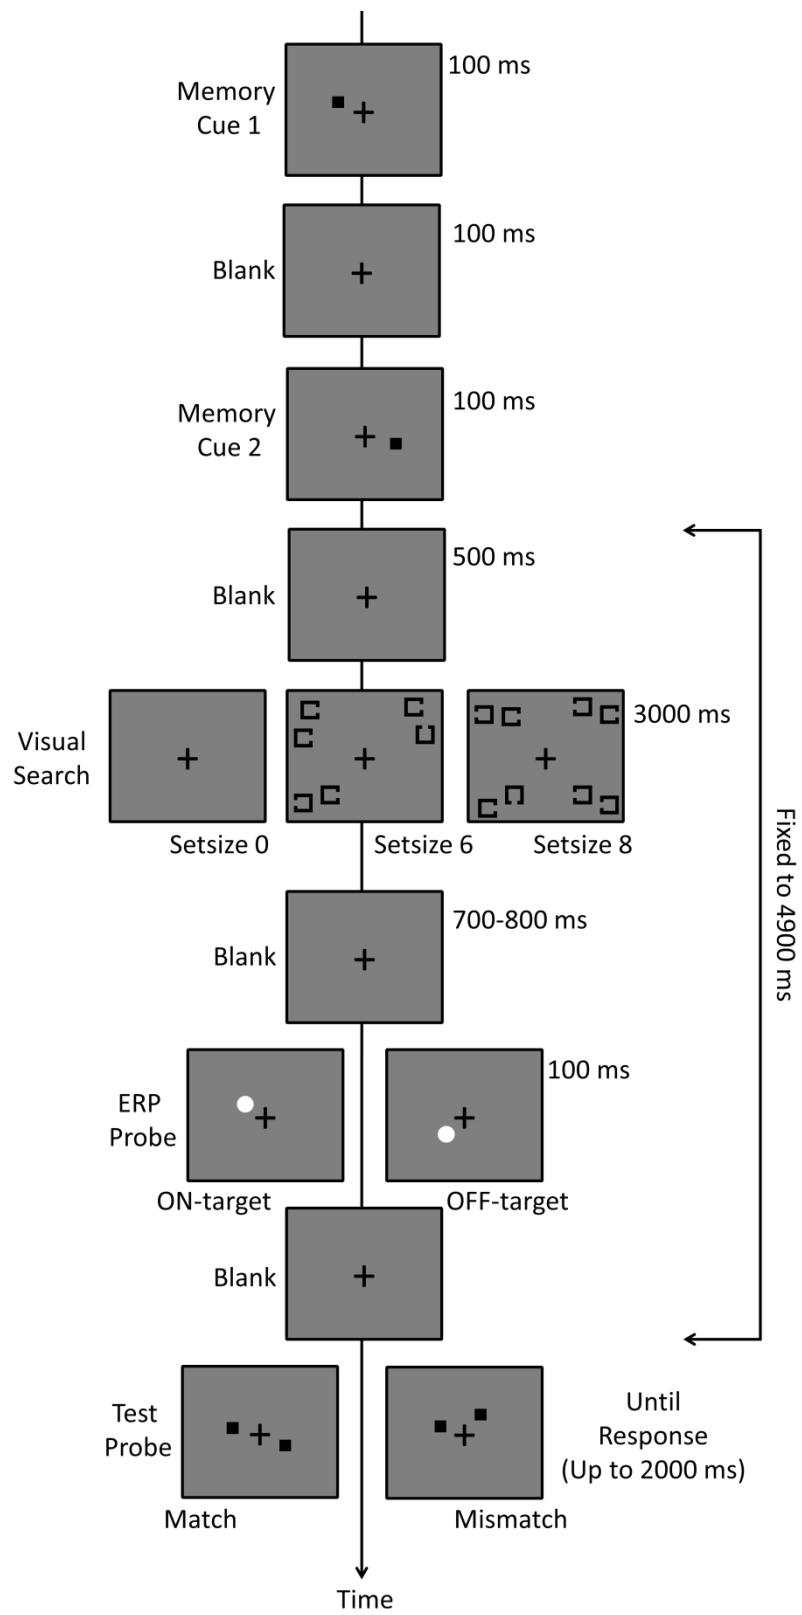 100 ms
Memory
Cue 1
100 ms
Blank
100 ms
Memory
Cue 2
500 ms
Blank
3000 ms
Visual
Search
Setsize 0
Setsize 6
Setsize 8
Fixed to 4900 ms
700-800 ms
Blank
100 ms
ERP
Probe
ON-target
OFF-target
Blank
Test
Probe
Until
Response
(Up to 2000 ms)
Match
Mismatch
Time